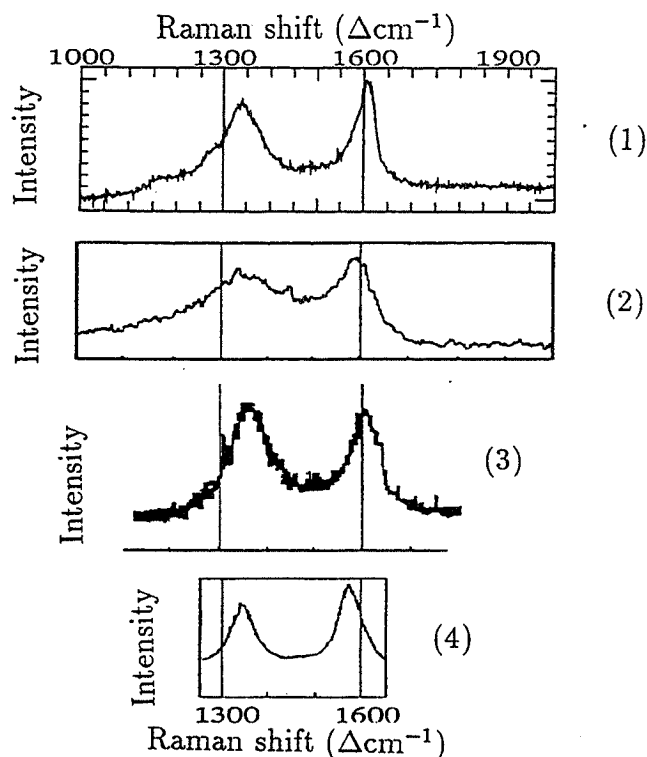 Raman shift (Δcm⁻¹)
1000 1300 1600 1900
Intensity
(1)
Intensity
(2)
Intensity
(3)
Intensity
(4)
1300 1600
Raman shift (Δcm⁻¹)